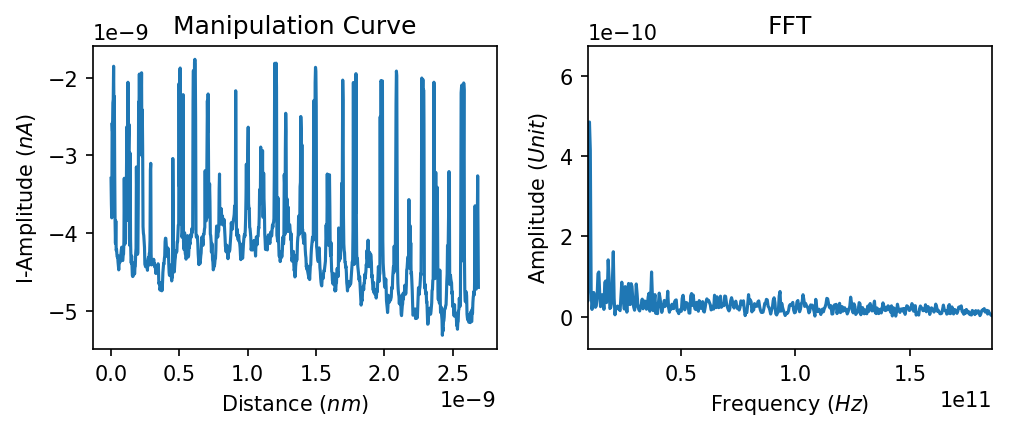 Manipulation Curve
1e−9
−2
−3
−4
−5
I-Amplitude (nA)
0.0 0.5 1.0 1.5 2.0 2.5
1e−9
Distance (nm)
FFT
1e−10
6
4
2
0
Amplitude (Unit)
0.5 1.0 1.5
1e11
Frequency (Hz)